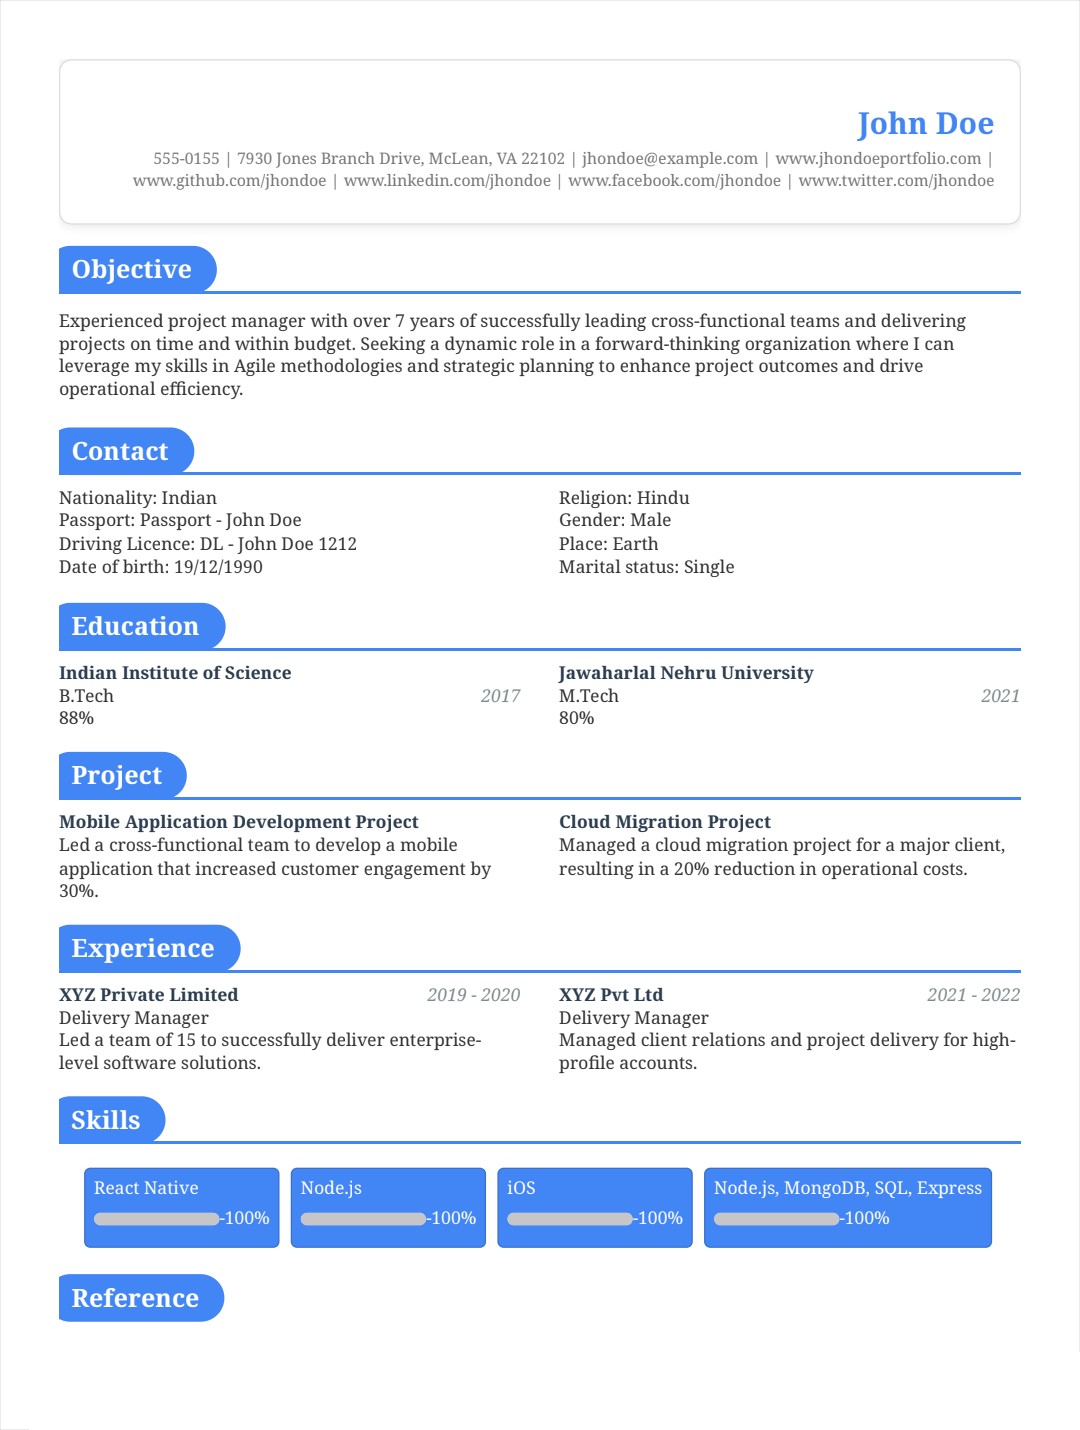 John Doe
555-0155 | 7930 Jones Branch Drive, McLean, VA 22102 | jhondoe@example.com | www.jhondoeportfolio.com |
www.github.com/jhondoe | www.linkedin.com/jhondoe | www.facebook.com/jhondoe | www.twitter.com/jhondoe
Objective
Experienced project manager with over 7 years of successfully leading cross-functional teams and delivering
projects on time and within budget. Seeking a dynamic role in a forward-thinking organization where I can
leverage my skills in Agile methodologies and strategic planning to enhance project outcomes and drive
operational efficiency.
Contact
Nationality: Indian
Passport: Passport - John Doe
Driving Licence: DL - John Doe 1212
Date of birth: 19/12/1990
Religion: Hindu
Gender: Male
Place: Earth
Marital status: Single
Education
Indian Institute of Science
B.Tech 2017
88%
Jawaharlal Nehru University
M.Tech 2021
80%
Project
Mobile Application Development Project
Led a cross-functional team to develop a mobile
application that increased customer engagement by
30%.
Cloud Migration Project
Managed a cloud migration project for a major client,
resulting in a 20% reduction in operational costs.
Experience
XYZ Private Limited 2019 - 2020
Delivery Manager
Led a team of 15 to successfully deliver enterprise-
level software solutions.
XYZ Pvt Ltd 2021 - 2022
Delivery Manager
Managed client relations and project delivery for high-
profile accounts.
Skills
React Native
-100%
Node.js
-100%
iOS
-100%
Node.js, MongoDB, SQL, Express
-100%
Reference